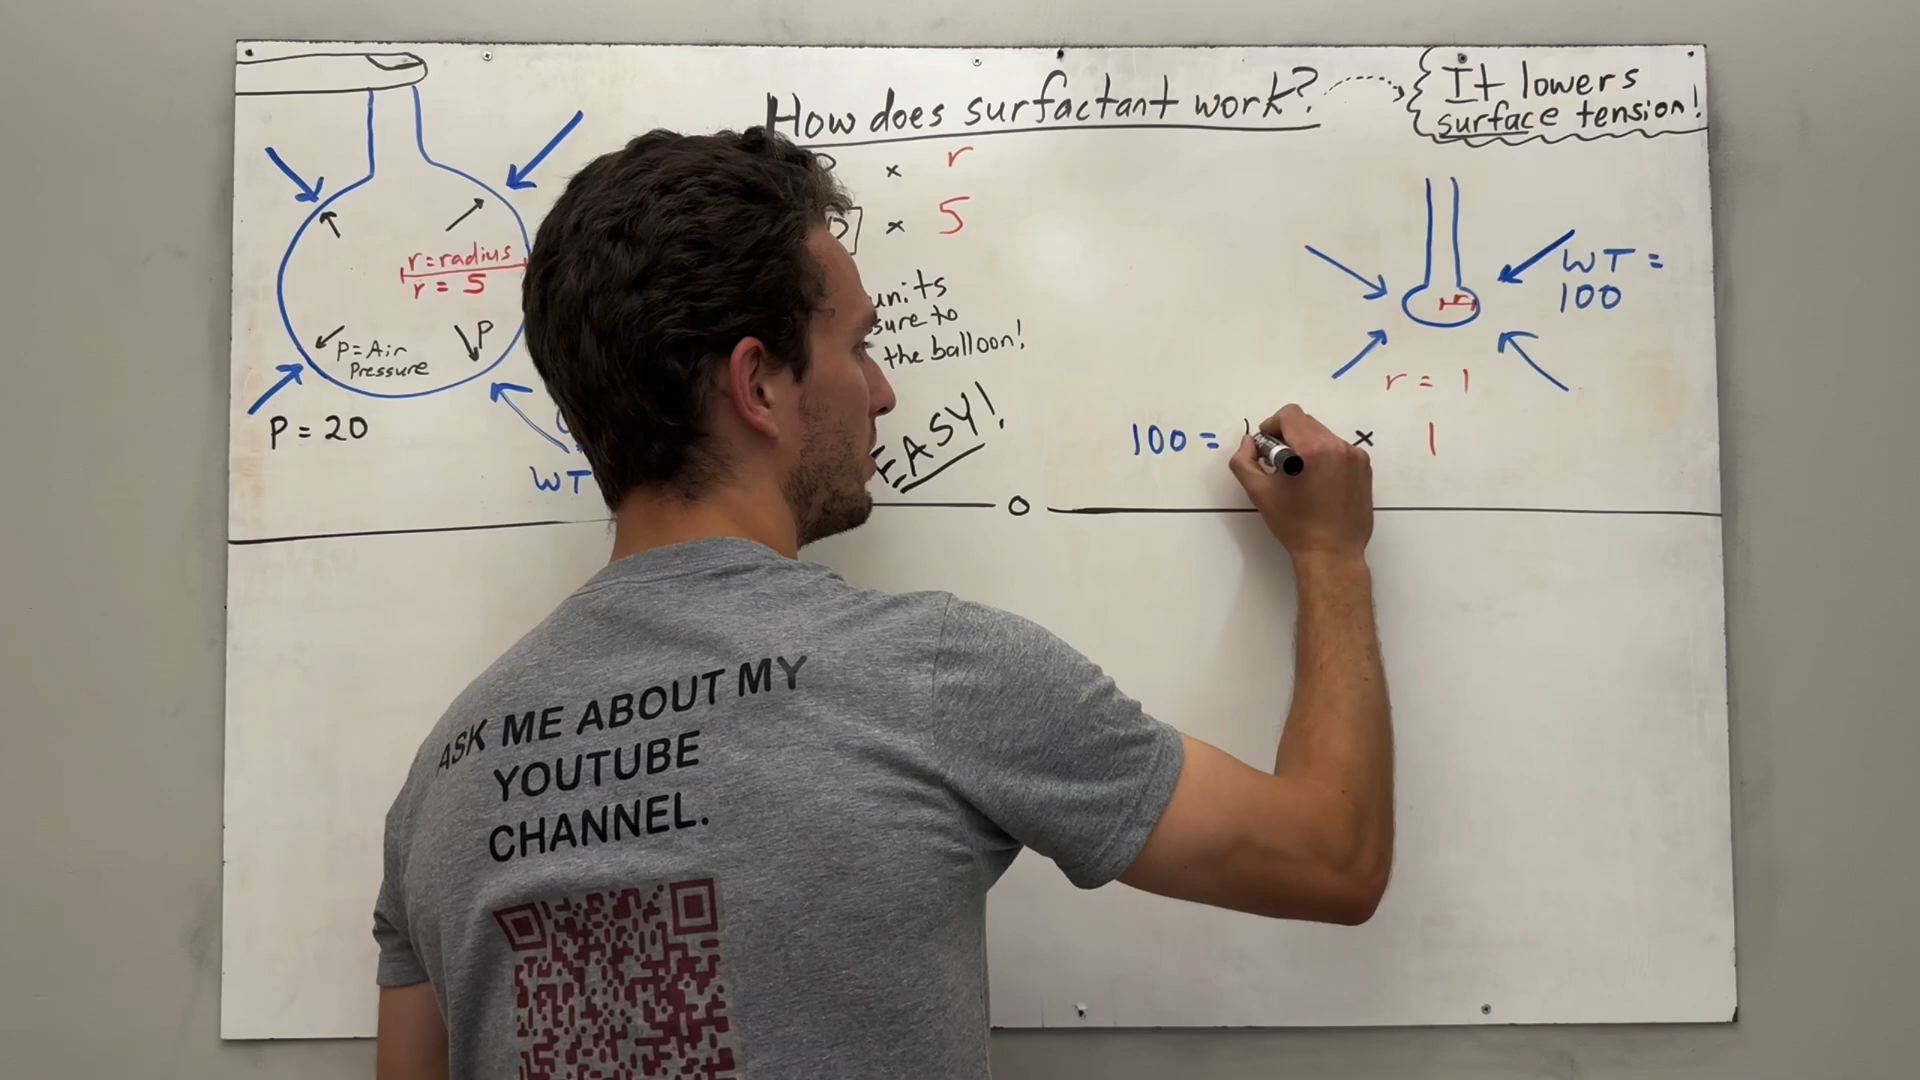 How does surfactant work?
It lowers
surface tension!
x r
x 5
r=radius
r = 5
P
P=Air
Pressure
P = 20
WT
units
to
the balloon!
EASY!
WT =
100
r
r = 1
100 = x 1
ASK ME ABOUT MY
YOUTUBE
CHANNEL.